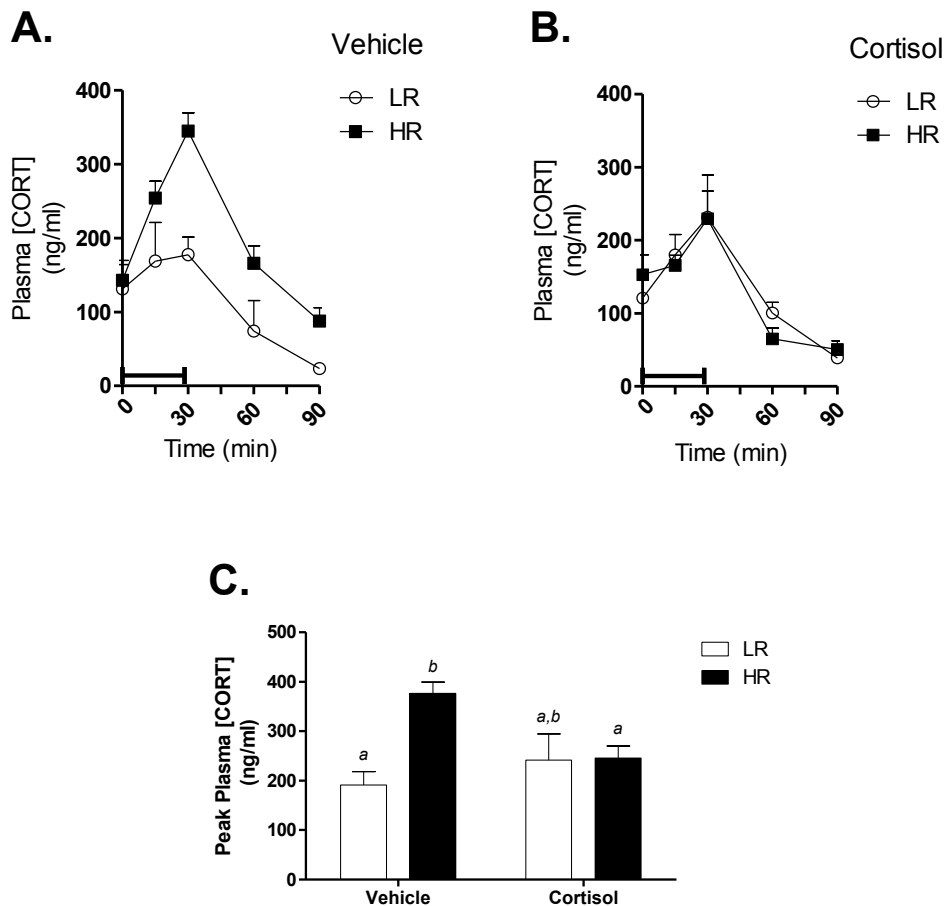 A.
Vehicle
LR
HR
400
300
200
100
0
Plasma [CORT]
(ng/ml)
0
30
60
90
Time (min)
B.
Cortisol
LR
HR
400
300
200
100
0
Plasma [CORT]
(ng/ml)
0
30
60
90
Time (min)
C.
500
400
300
200
100
0
Peak Plasma [CORT]
(ng/ml)
a
b
a,b
a
LR
HR
Vehicle
Cortisol